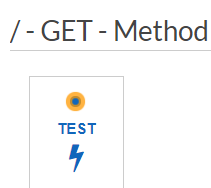 / - GET - Method
TEST